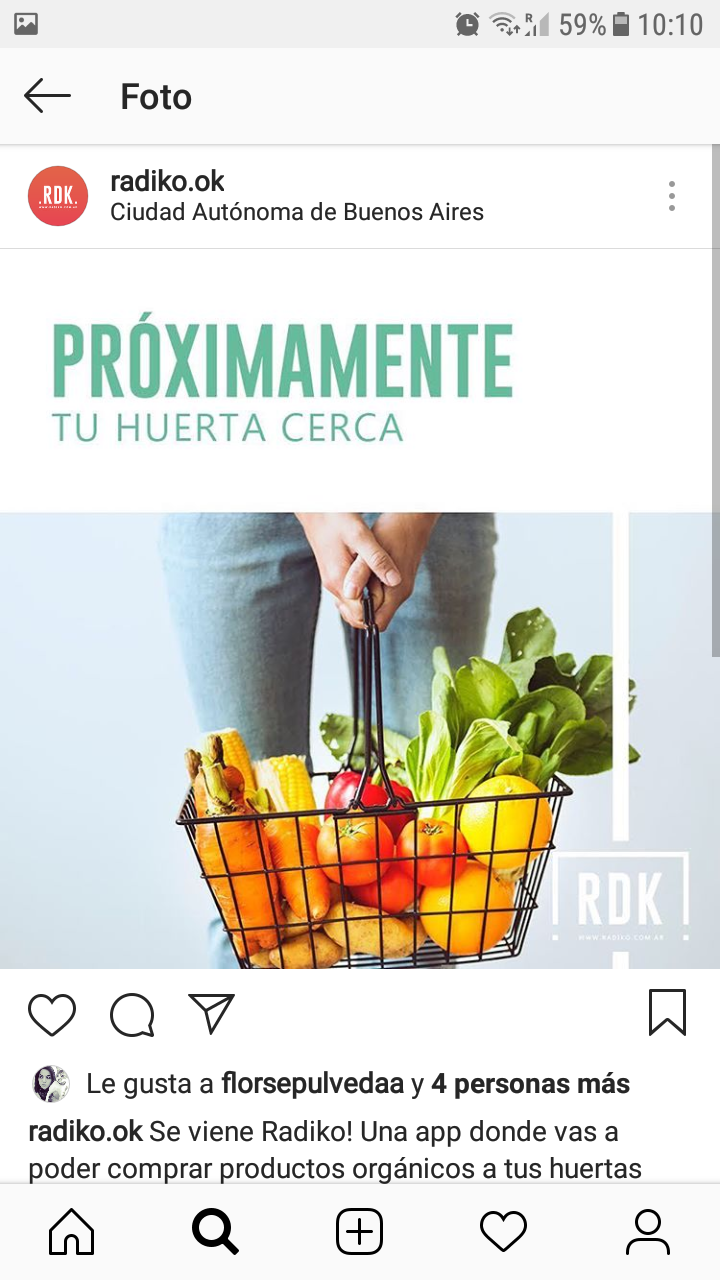 R 59% 10:10
Foto
.RDK.
radiko.ok
Ciudad Autónoma de Buenos Aires
PRÓXIMAMENTE
TU HUERTA CERCA
RDK
WWW.RADIKO.COM.AR
Le gusta a florsepulvedaa y 4 personas más
radiko.ok Se viene Radiko! Una app donde vas a
poder comprar productos orgánicos a tus huertas